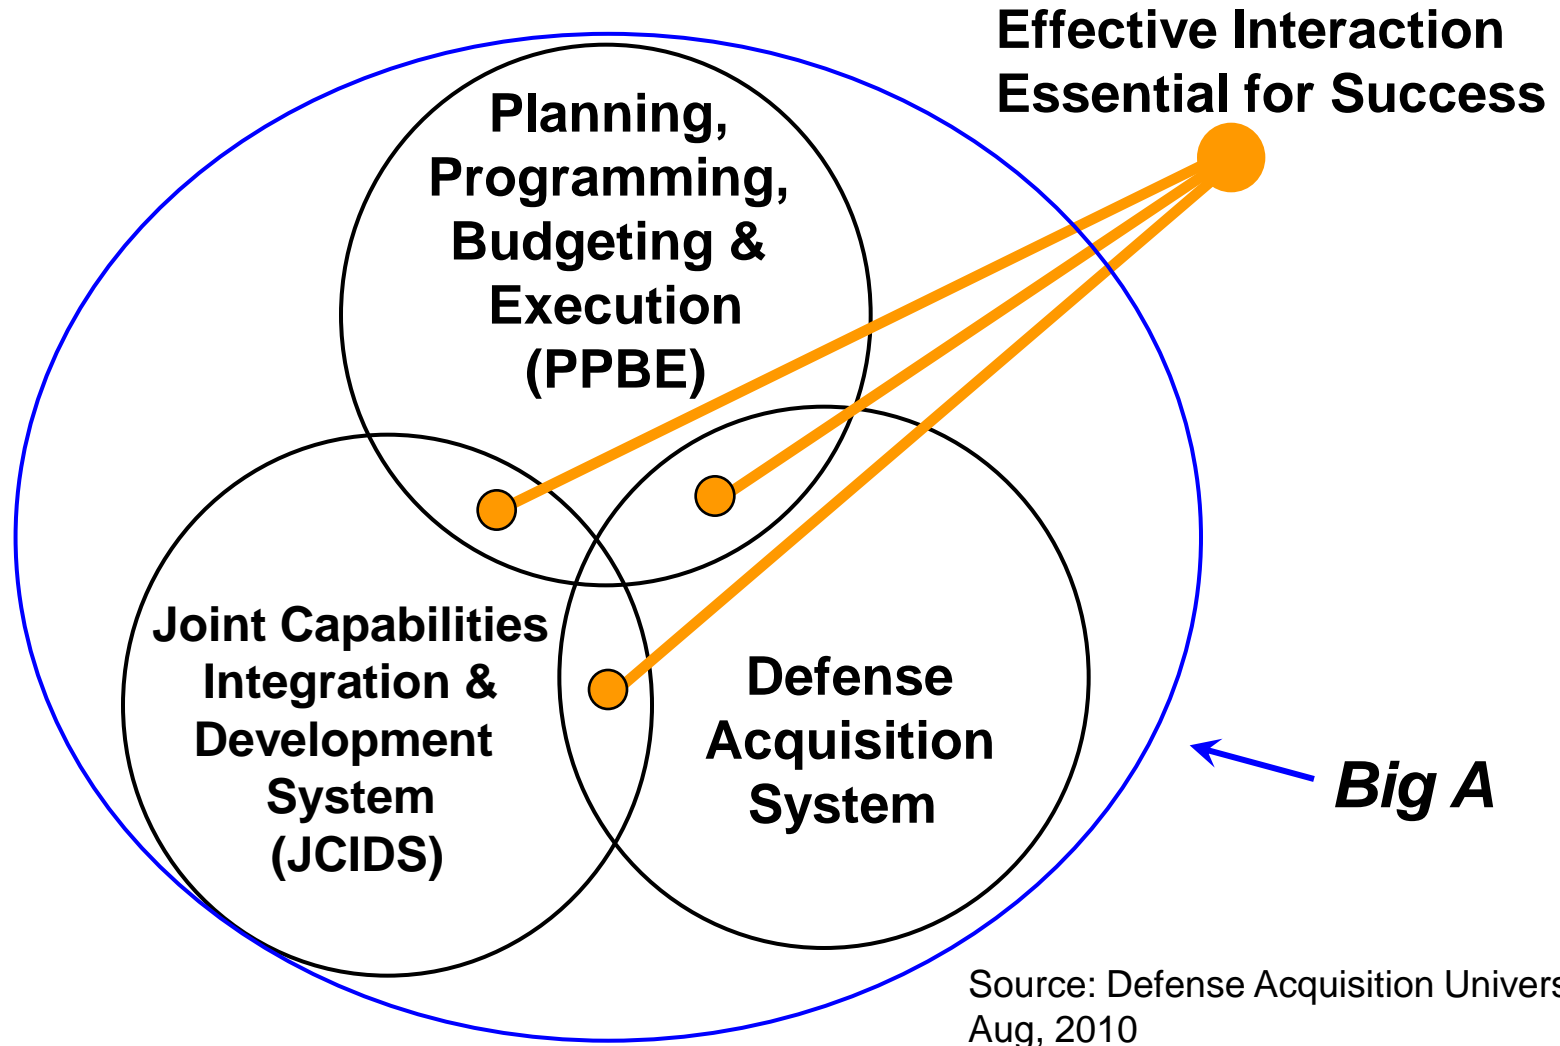 Effective Interaction
Essential for Success
Planning,
Programming,
Budgeting &
Execution
(PPBE)
Joint Capabilities
Integration &
Development
System
(JCIDS)
Defense
Acquisition
System
Big A
Source: Defense Acquisition Univers
Aug, 2010